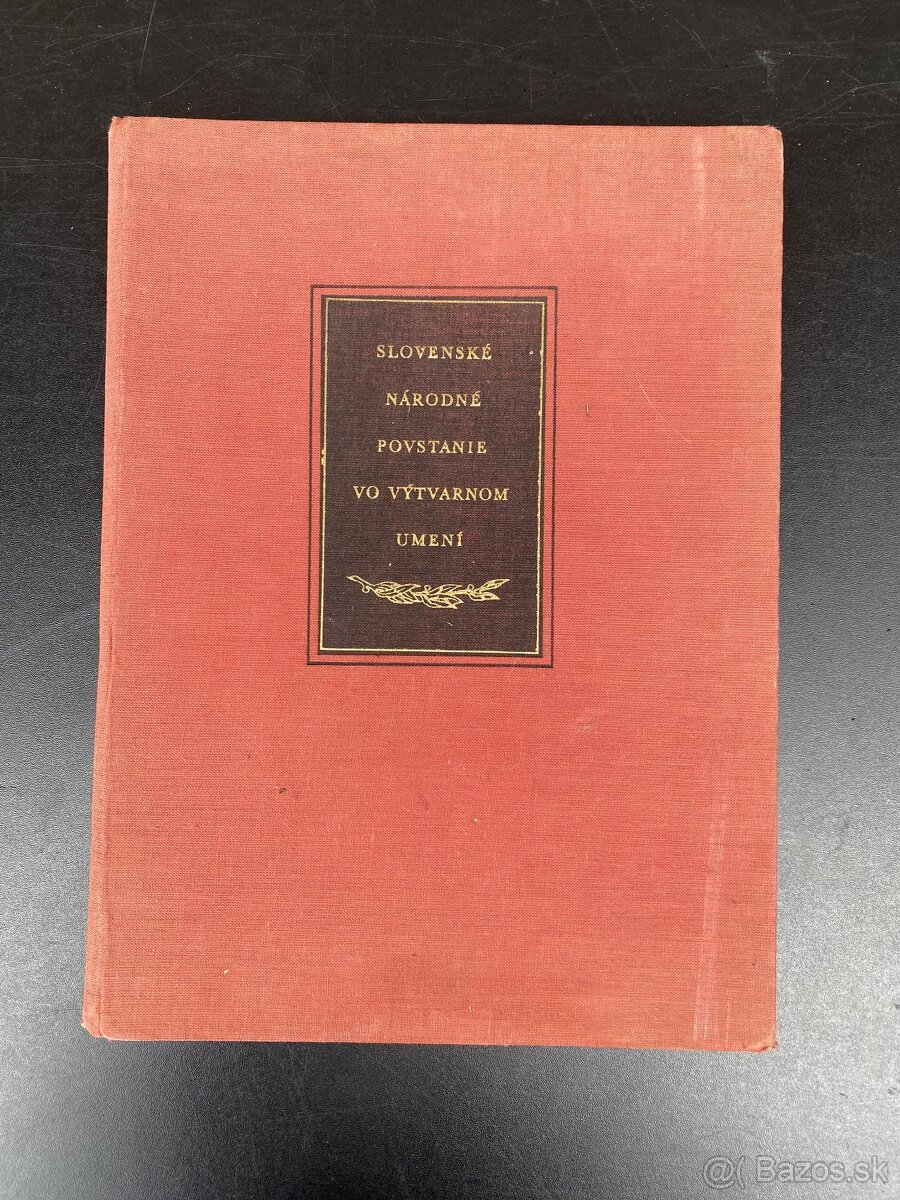 SLOVENSKÉ
NÁRODNÉ
POVSTANIE
VO VÝTVARNOM
UMENÍ
@( Bazos.sk